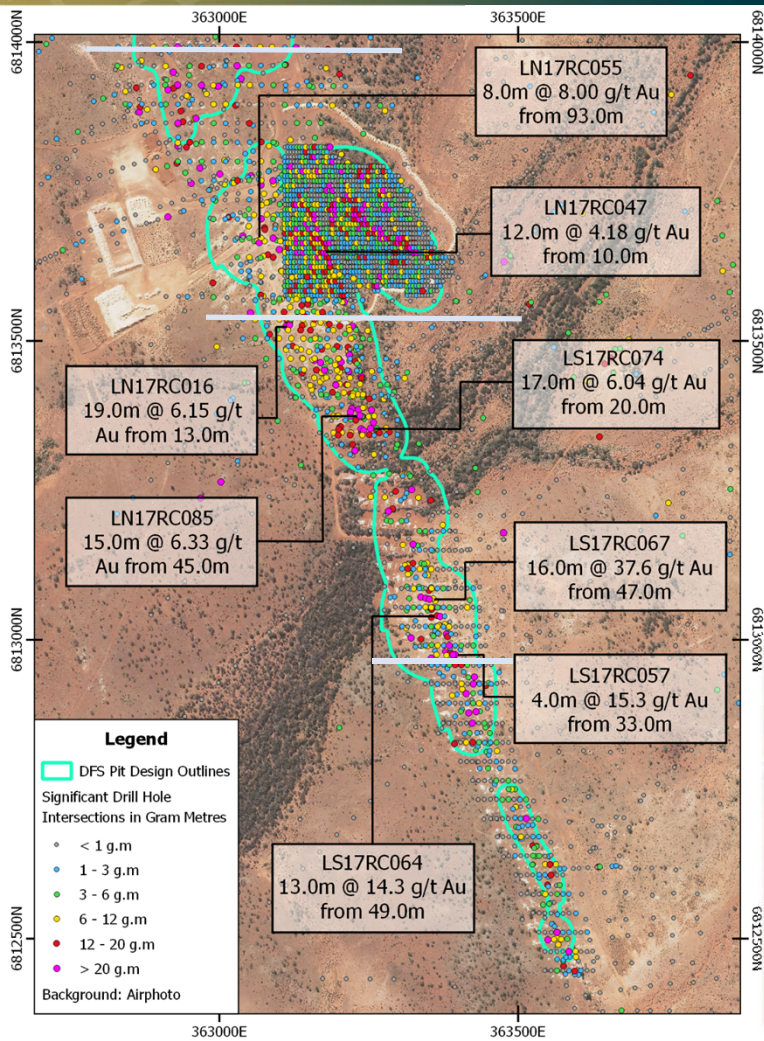 363000E
363500E
6814000N
6814000N
LN17RC055
8.0m @ 8.00 g/t Au
from 93.0m
LN17RC047
12.0m @ 4.18 g/t Au
from 10.0m
6813500N
6813500N
LS17RC074
17.0m @ 6.04 g/t Au
from 20.0m
LN17RC016
19.0m @ 6.15 g/t
Au from 13.0m
LN17RC085
15.0m @ 6.33 g/t
Au from 45.0m
LS17RC067
16.0m @ 37.6 g/t Au
from 47.0m
6813000N
6813000N
LS17RC057
4.0m @ 15.3 g/t Au
from 33.0m
Legend
DFS Pit Design Outlines
Significant Drill Hole
Intersections in Gram Metres
< 1 g.m
1 - 3 g.m
3 - 6 g.m
6 - 12 g.m
12 - 20 g.m
> 20 g.m
Background: Airphoto
LS17RC064
13.0m @ 14.3 g/t Au
from 49.0m
6812500N
6812500N
363000E
363500E